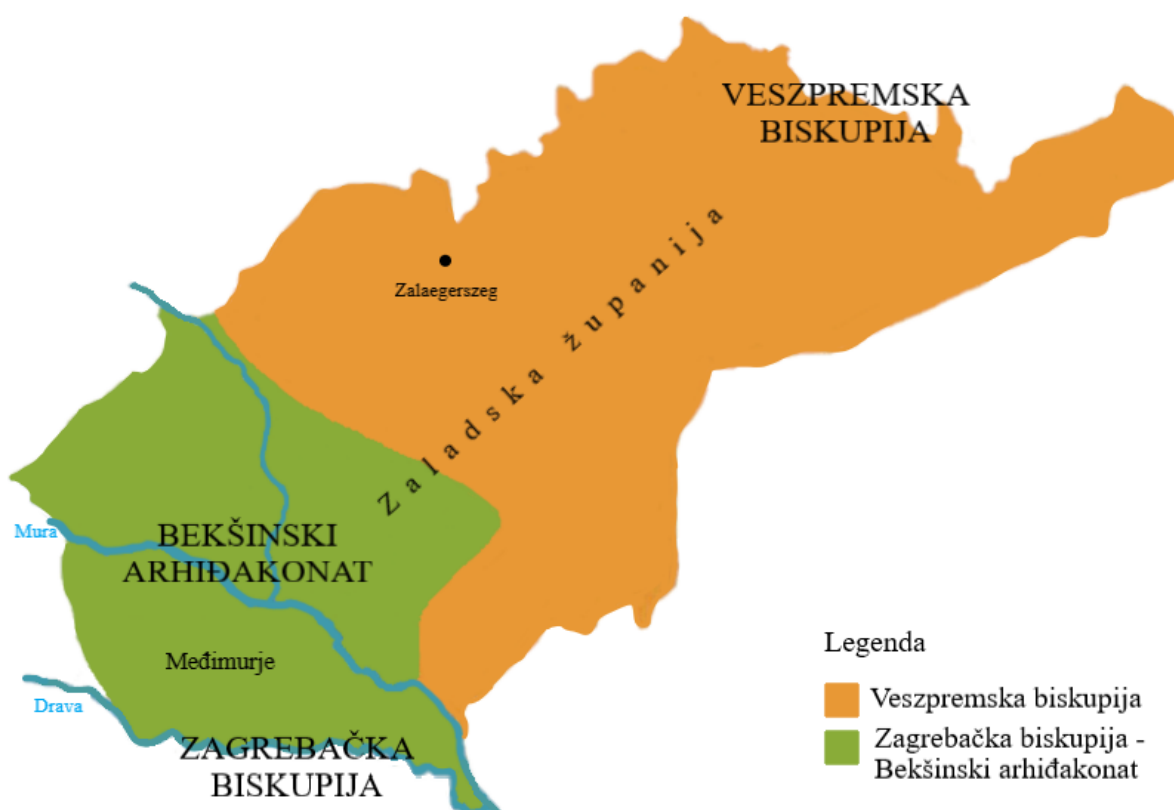 VESZPREMSKA
BISKUPIJA
Zaladska županija
Zalaegerszeg
Mura
BEKŠINSKI
ARHIĐAKONAT
Međimurje
Drava
ZAGREBAČKA
BISKUPIJA
Legenda
Veszpremska biskupija
Zagrebačka biskupija -
Bekšinski arhiđakonat